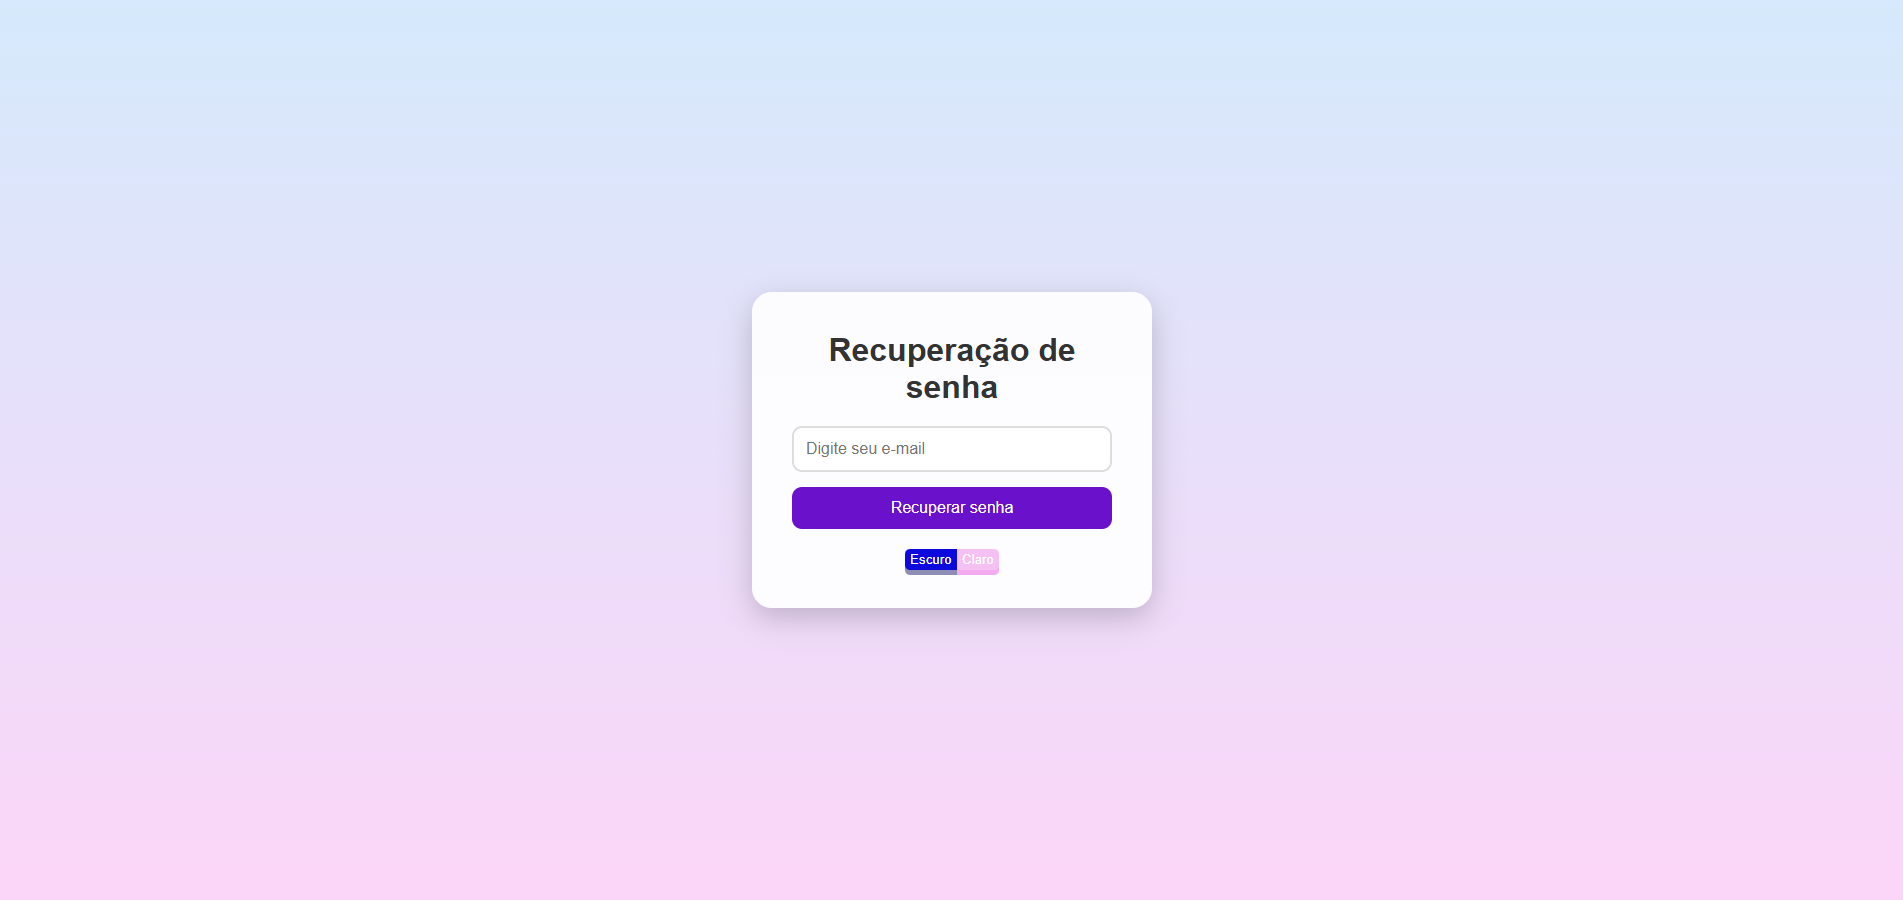 Recuperação de
senha
Digite seu e-mail
Recuperar senha
Escuro Claro